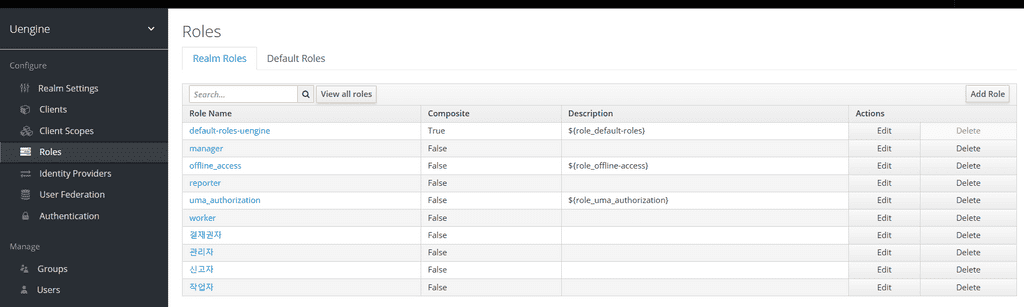 Uengine
Configure
Realm Settings
Clients
Client Scopes
Roles
Identity Providers
User Federation
Authentication
Manage
Groups
Users
Roles
Realm Roles Default Roles
Search... View all roles Add Role
Role Name Composite Description Actions
default-roles-uengine True ${role_default-roles} Edit Delete
manager False Edit Delete
offline_access False ${role_offline-access} Edit Delete
reporter False Edit Delete
uma_authorization False ${role_uma_authorization} Edit Delete
worker False Edit Delete
결재권자 False Edit Delete
관리자 False Edit Delete
신고자 False Edit Delete
작업자 False Edit Delete